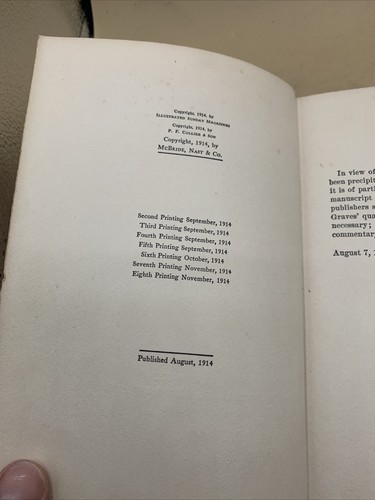 Copyright, 1914, by
ILLUSTRATED SUNDAY MAGAZINES
Copyright, 1914, by
P. F. COLLIER & SON
Copyright, 1914, by
MCBRIDE, NAST & CO.
Second Printing September, 1914
Third Printing September, 1914
Fourth Printing September, 1914
Fifth Printing September, 1914
Sixth Printing October, 1914
Seventh Printing November, 1914
Eighth Printing November, 1914
Published August, 1914
In view of
been precipit
it is of parti
manuscript
publishers a
Graves' qua
necessary;
commentar
August 7, 1